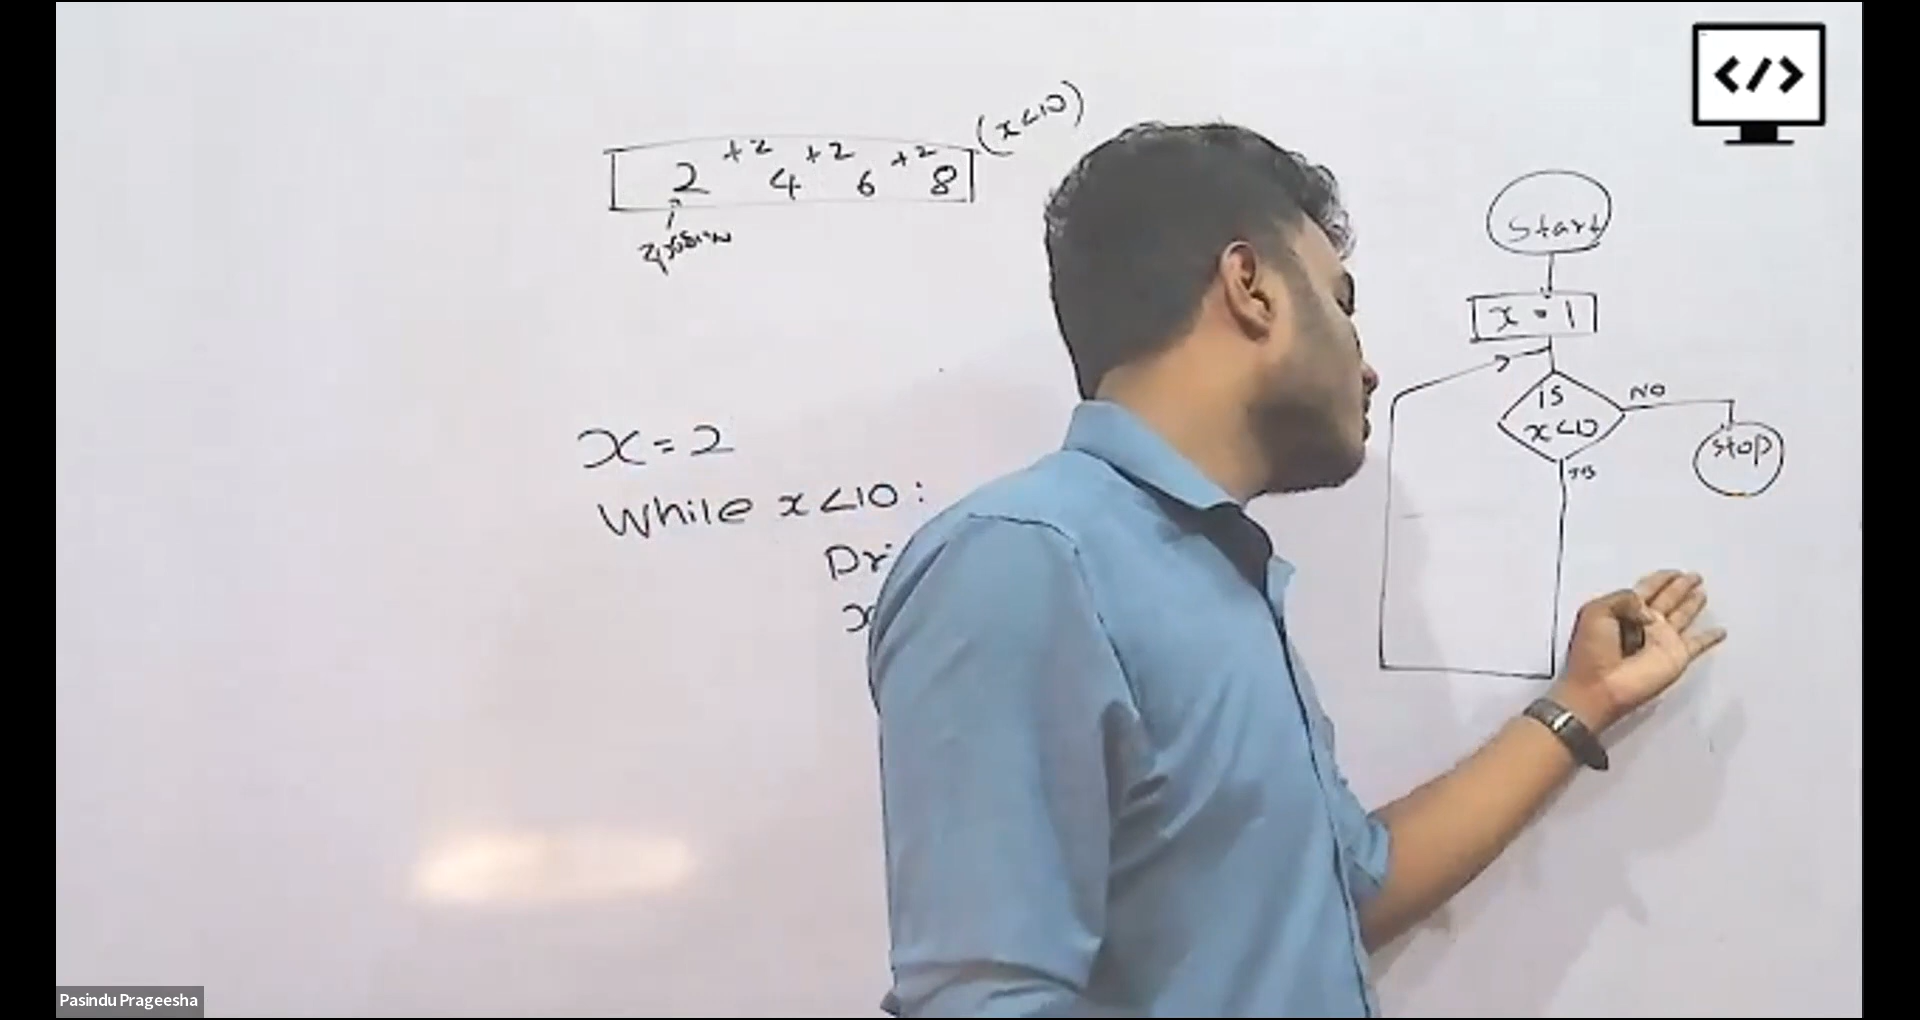 (x<10)
+2 +2 +2
2 4 6 8
x=2
While x<10:
x
Start
x = 1
is
x<10
NO
stop
Pasindu Prageesha
</>